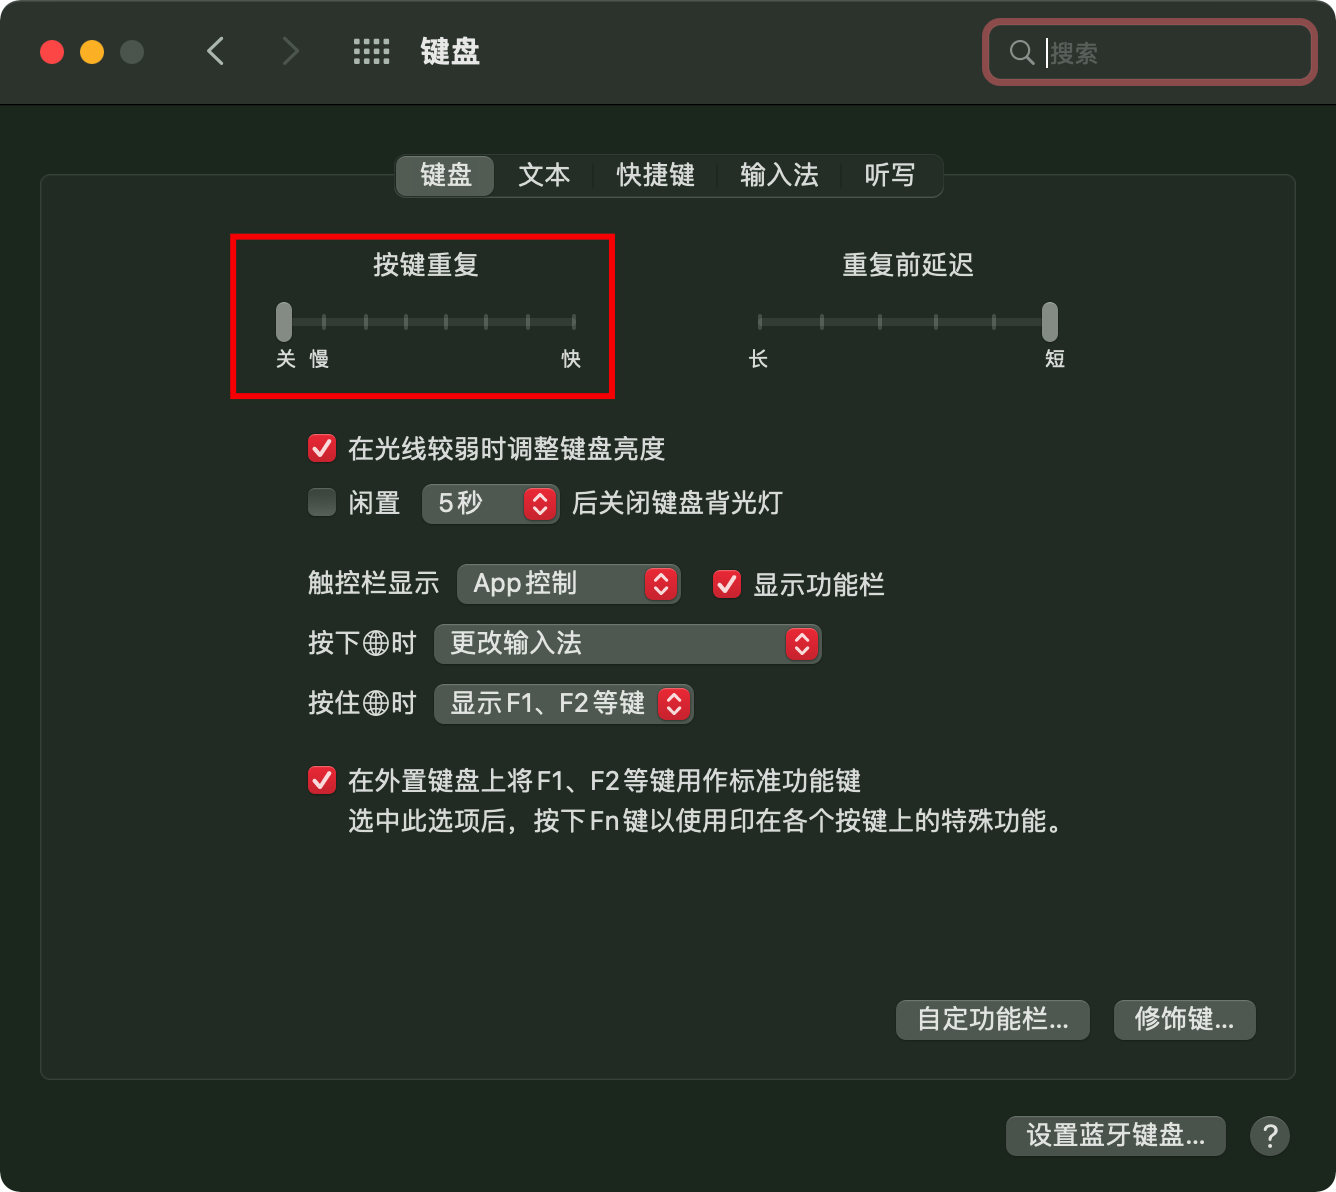 键盘
搜索
键盘 文本 快捷键 输入法 听写
按键重复 重复前延迟
关 慢 快 长 短
在光线较弱时调整键盘亮度
闲置 5秒 后关闭键盘背光灯
触控栏显示 App控制 显示功能栏
按下时 更改输入法
按住时 显示F1、F2等键
在外置键盘上将F1、F2等键用作标准功能键
选中此选项后，按下Fn键以使用印在各个按键上的特殊功能。
自定功能栏... 修饰键...
设置蓝牙键盘... ?